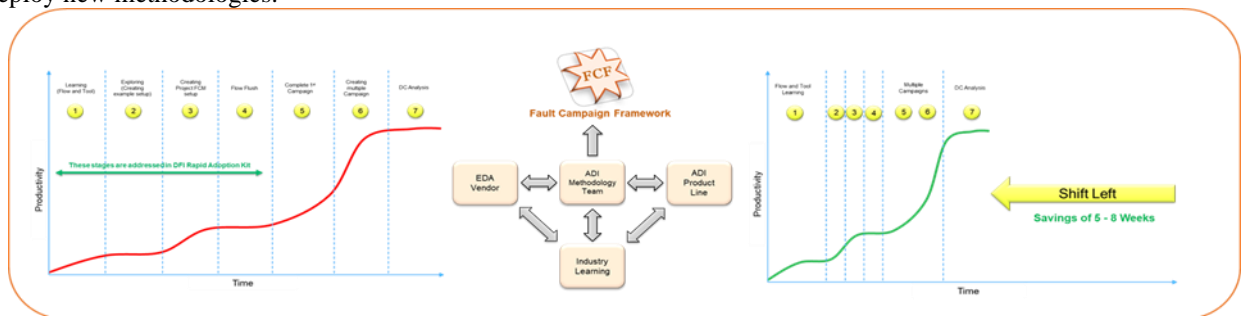 eploy new methodologies.
Learning
(Flow and Tool)
Exploring
(Creating
example setup)
Creating
Project FCM
setup
Flow Flush
Complete 1st
Campaign
Creating
multiple
Campaign
DC Analysis
1
2
3
4
5
6
7
These stages are addressed in DFI Rapid Adoption Kit
Productivity
Time
FCF
Fault Campaign Framework
EDA
Vendor
ADI
Methodology
Team
ADI
Product
Line
Industry
Learning
Flow and Tool
Learning
Multiple
Campaigns
DC Analysis
1
2
3
4
5
6
7
Productivity
Time
Shift Left
Savings of 5 - 8 Weeks